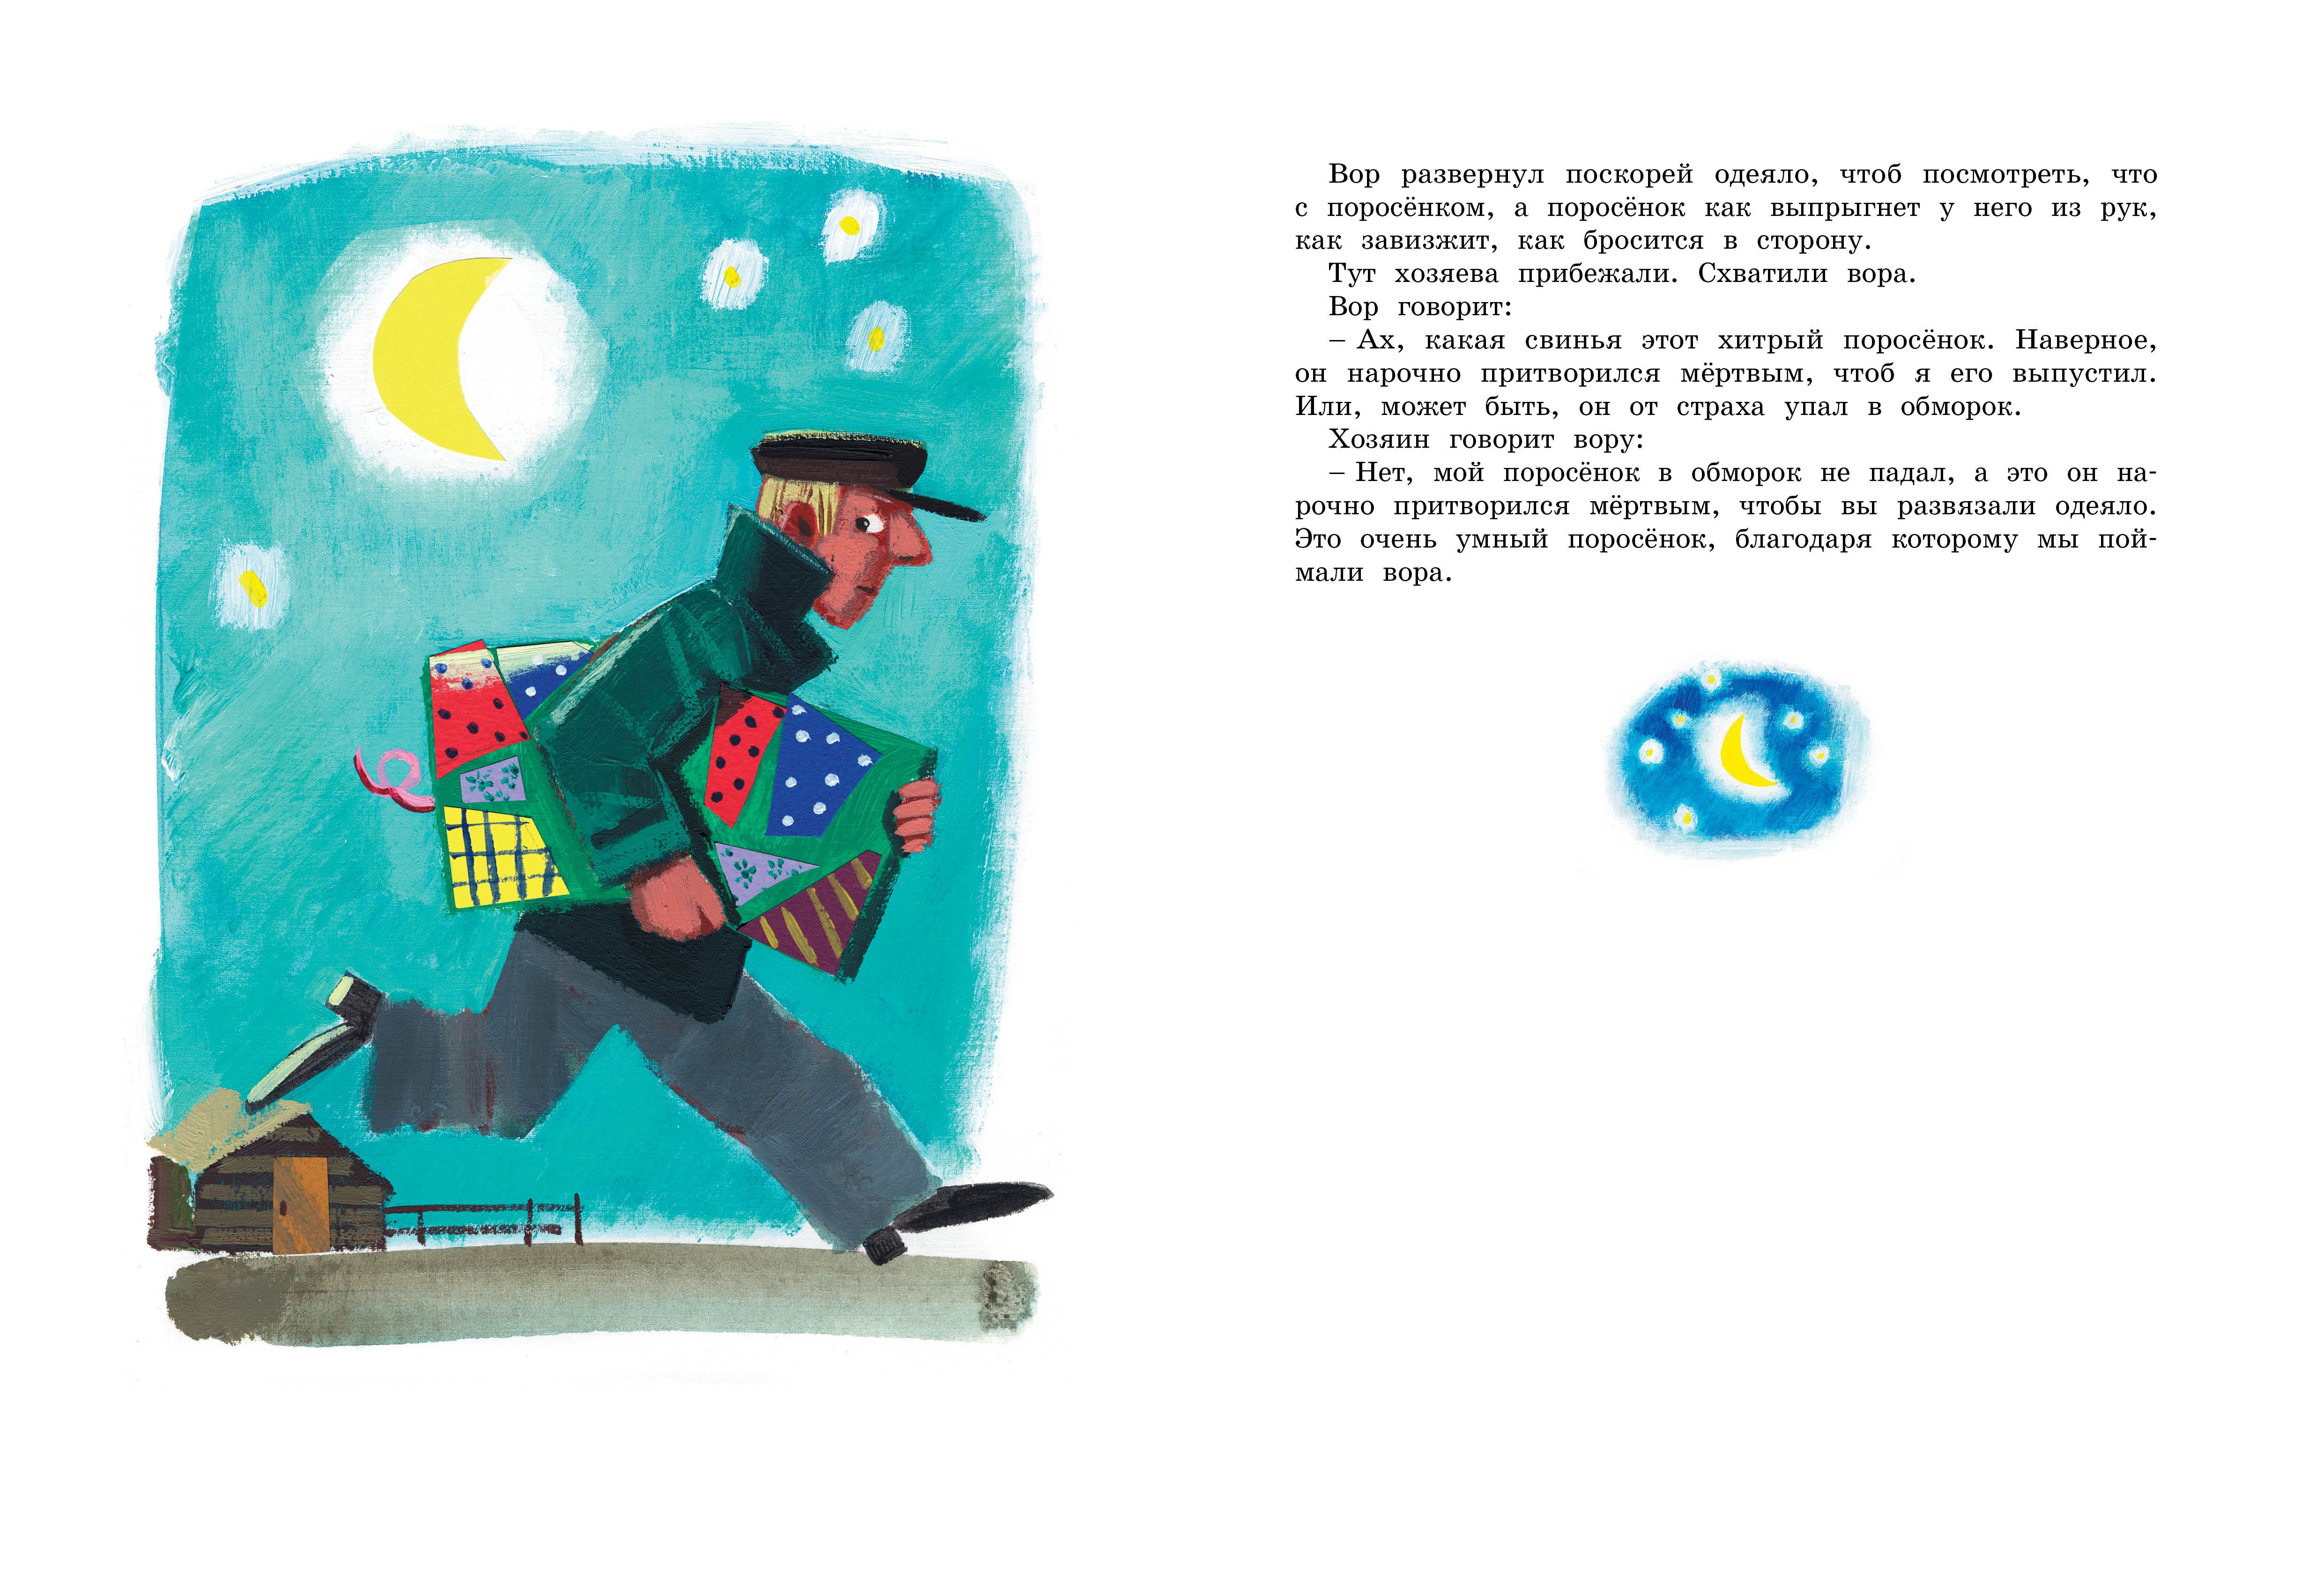 Вор развернул поскорей одеяло, чтоб посмотреть, что
с поросёнком, а поросёнок как выпрыгнет у него из рук,
как завизжит, как бросится в сторону.
Тут хозяева прибежали. Схватили вора.
Вор говорит:
– Ах, какая свинья этот хитрый поросёнок. Наверное,
он нарочно притворился мёртвым, чтоб я его выпустил.
Или, может быть, он от страха упал в обморок.
Хозяин говорит вору:
– Нет, мой поросёнок в обморок не падал, а это он на-
рочно притворился мёртвым, чтобы вы развязали одеяло.
Это очень умный поросёнок, благодаря которому мы пой-
мали вора.